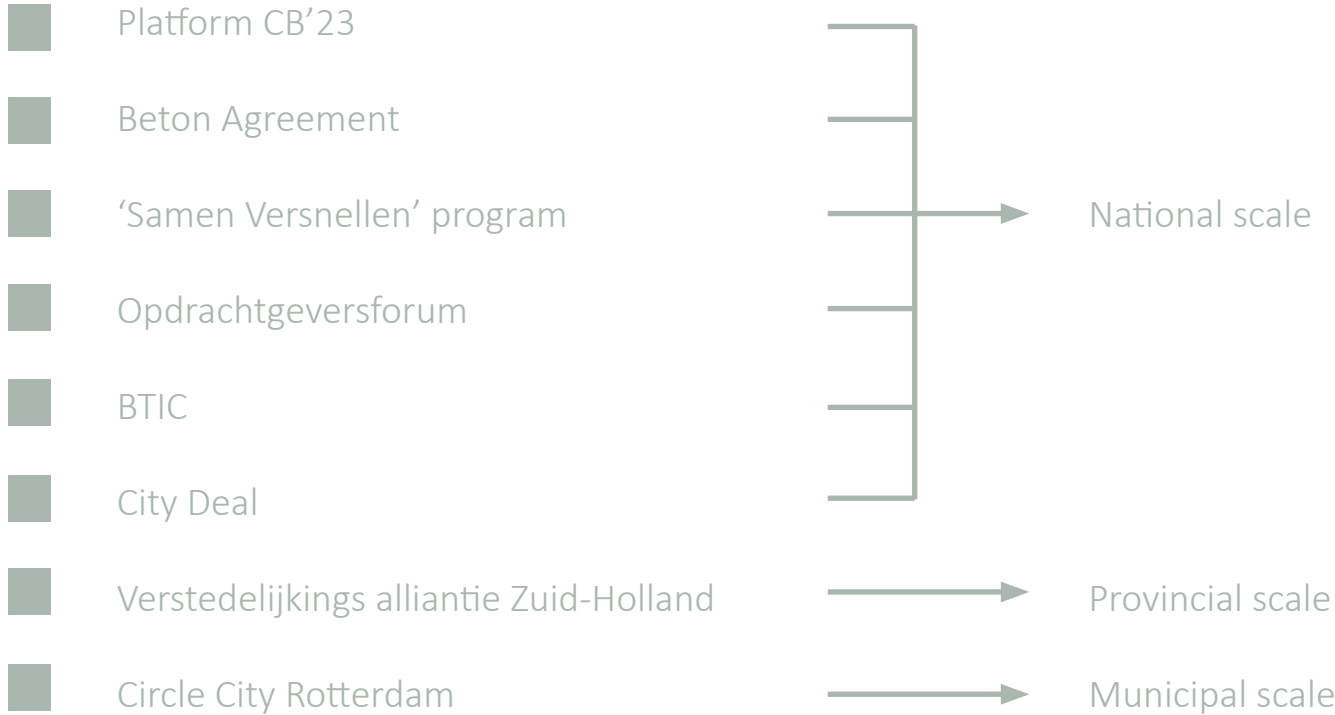 Platform CB’23
Beton Agreement
‘Samen Versnellen’ program
National scale
Opdrachtgeversforum
BTIC
City Deal
Verstedelijkings alliantie Zuid-Holland
Provincial scale
Circle City Rotterdam
Municipal scale